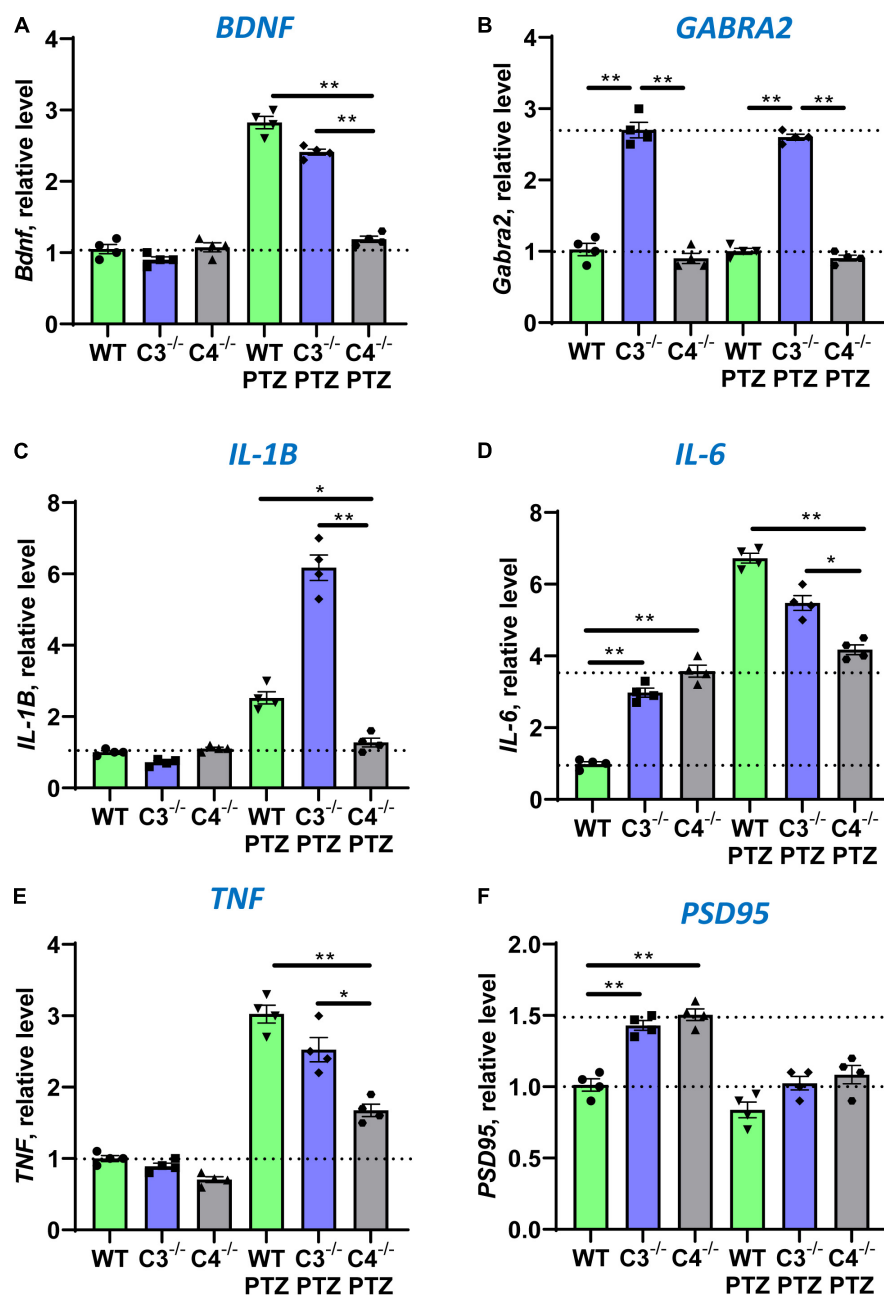 A
BDNF
Bdnf, relative level
4
3
2
1
0
**
**
WT C3-/- C4-/- WT C3-/- C4-/-
PTZ PTZ PTZ
B
GABRA2
Gabra2, relative level
4
3
2
1
0
** ** ** **
WT C3-/- C4-/- WT C3-/- C4-/-
PTZ PTZ PTZ
C
IL-1B
IL-1B, relative level
8
6
4
2
0
*
**
WT C3-/- C4-/- WT C3-/- C4-/-
PTZ PTZ PTZ
D
IL-6
IL-6, relative level
8
6
4
2
0
**
*
**
**
WT C3-/- C4-/- WT C3-/- C4-/-
PTZ PTZ PTZ
E
TNF
TNF, relative level
4
3
2
1
0
**
*
WT C3-/- C4-/- WT C3-/- C4-/-
PTZ PTZ PTZ
F
PSD95
PSD95, relative level
2.0
1.5
1.0
0.5
0.0
**
**
WT C3-/- C4-/- WT C3-/- C4-/-
PTZ PTZ PTZ